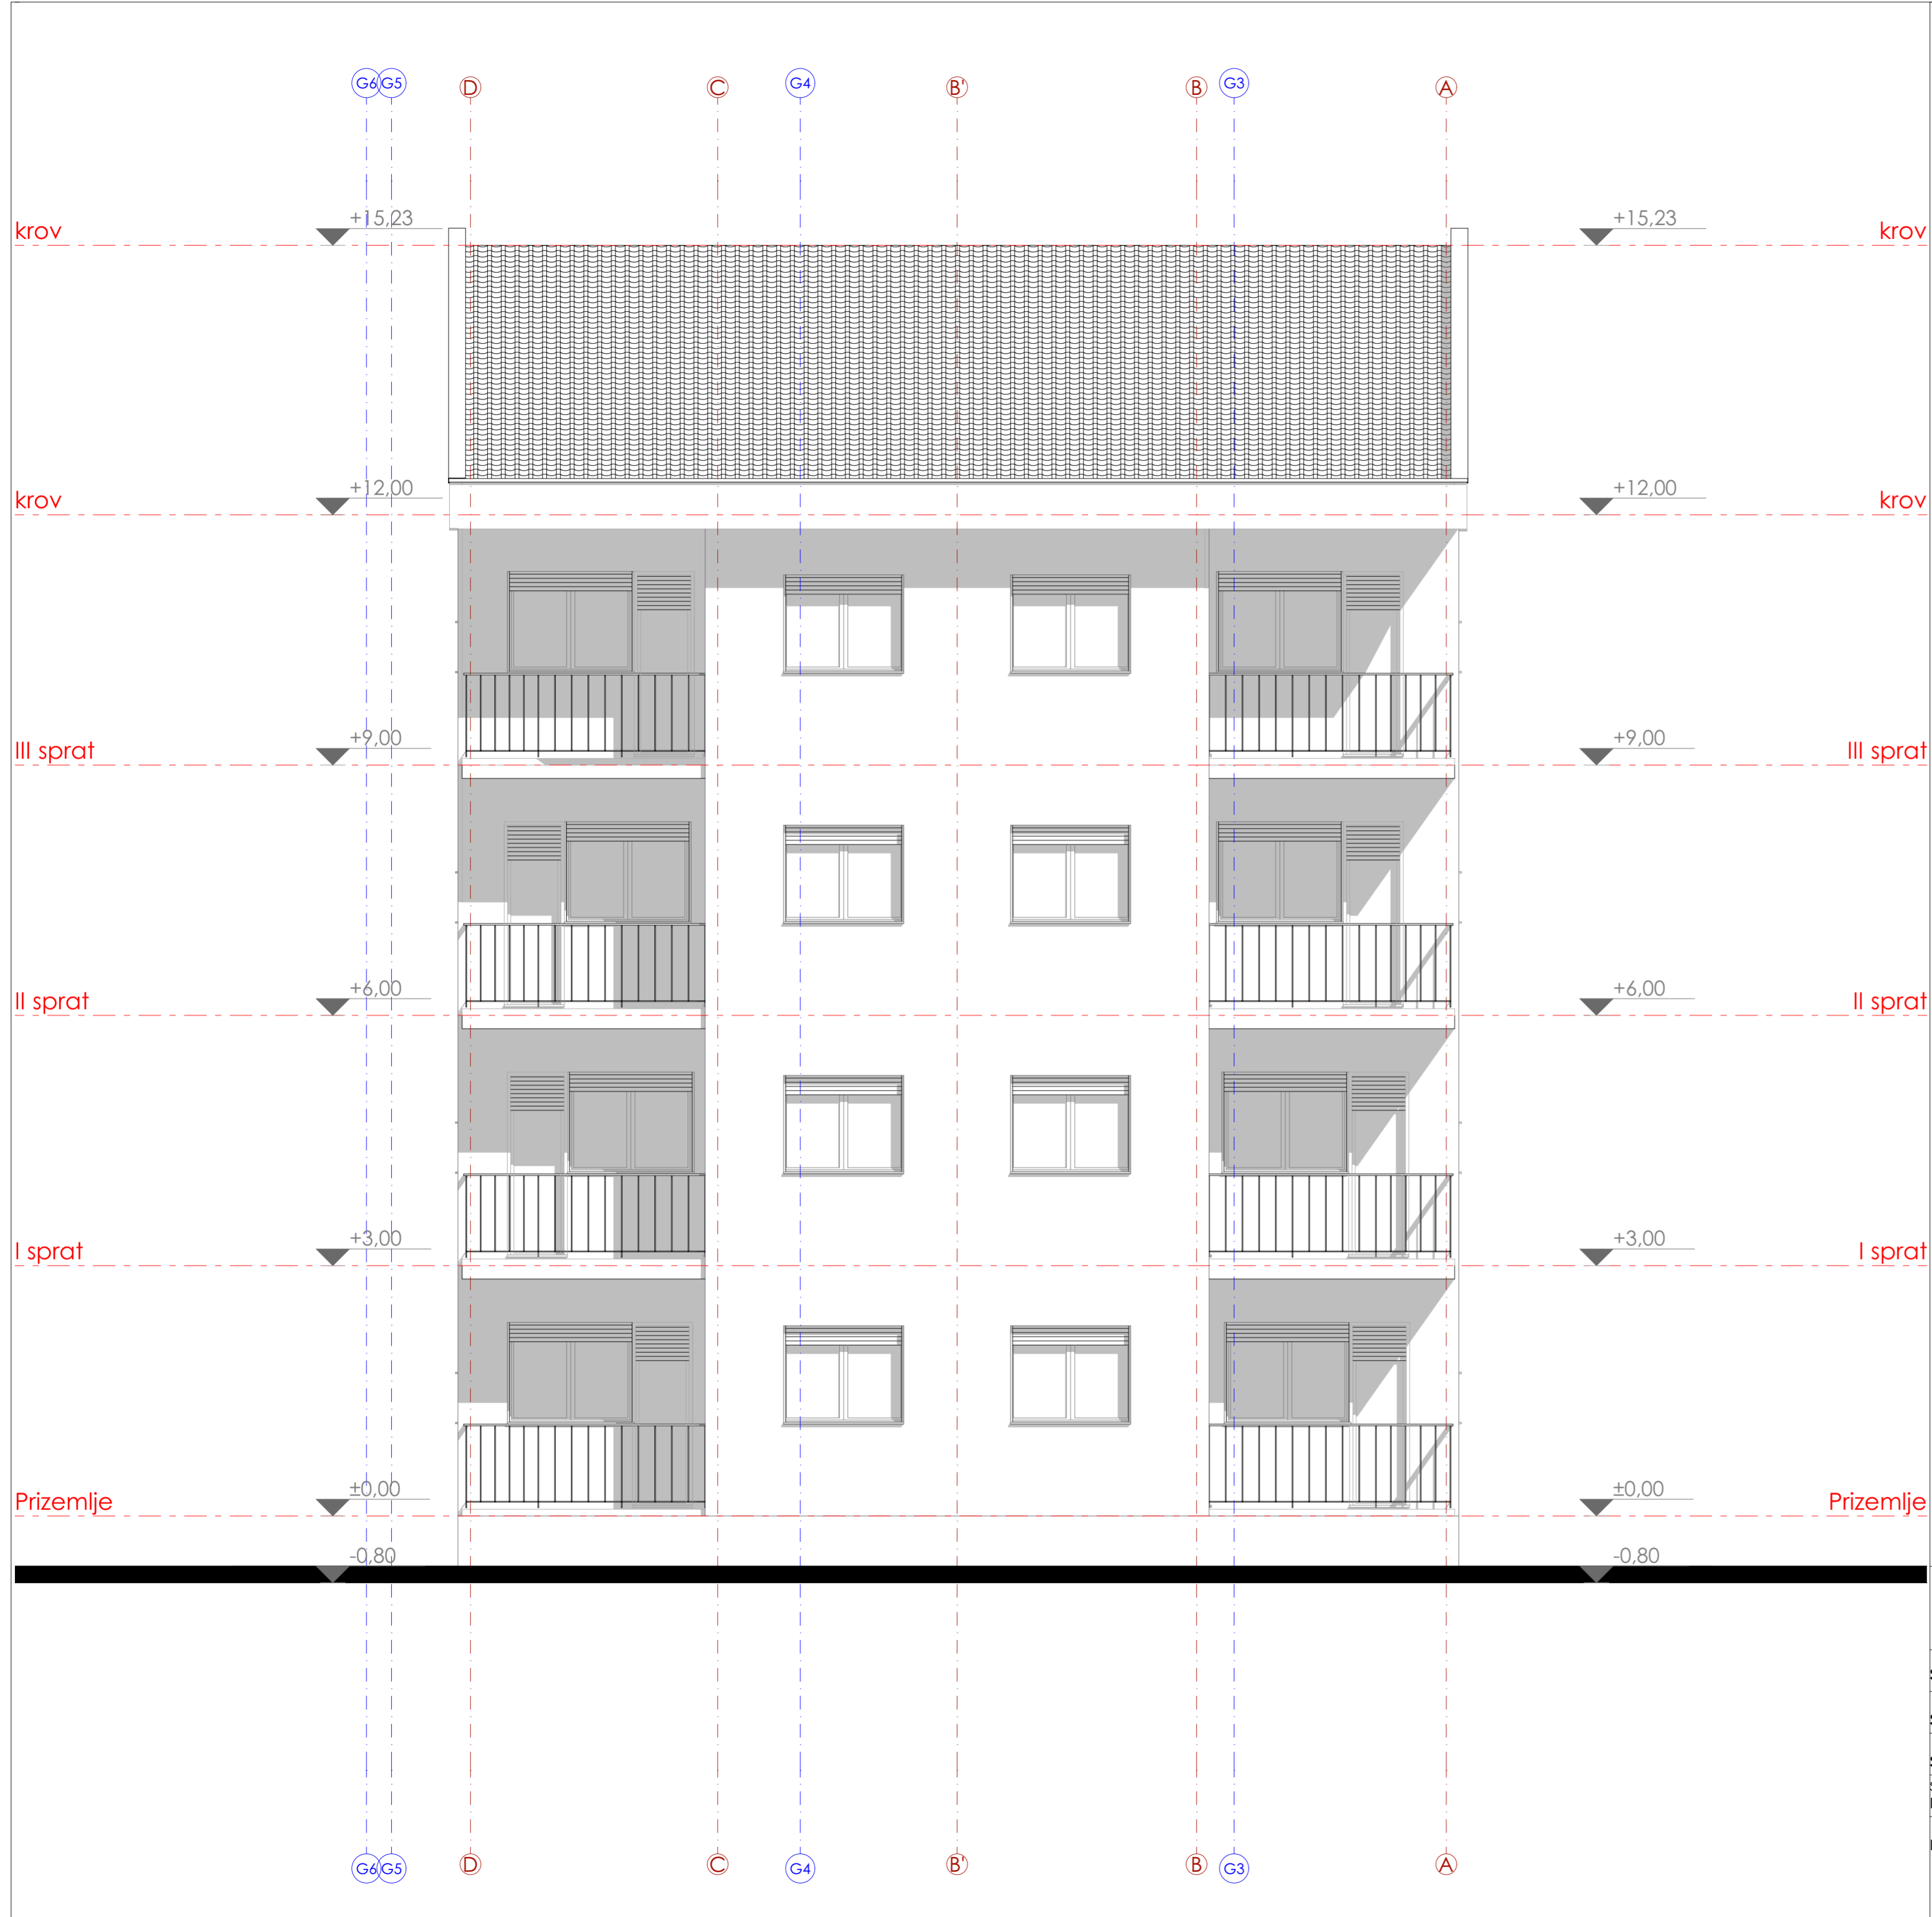 G6 G5 D C G4 B' B G3 A
+15,23 +15,23
krov krov
+12,00 +12,00
krov krov
+9,00 +9,00
III sprat III sprat
+6,00 +6,00
II sprat II sprat
+3,00 +3,00
I sprat I sprat
±0,00 ±0,00
Prizemlje Prizemlje
-0,80 -0,80
G6 G5 D C G4 B' B G3 A